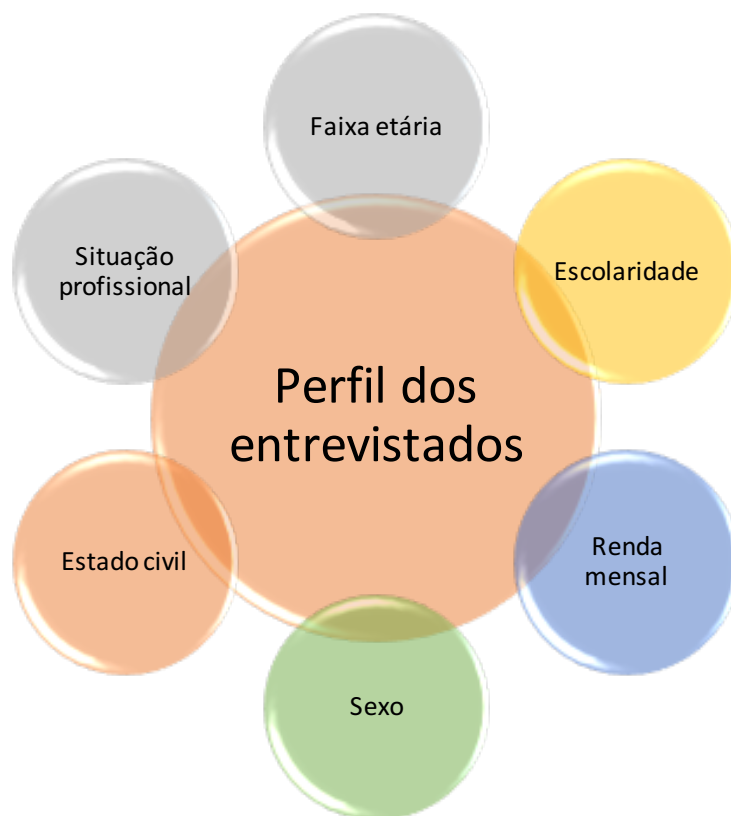 Faixa etária
Situação
profissional
Escolaridade
Perfil dos
entrevistados
Estado civil
Renda
mensal
Sexo